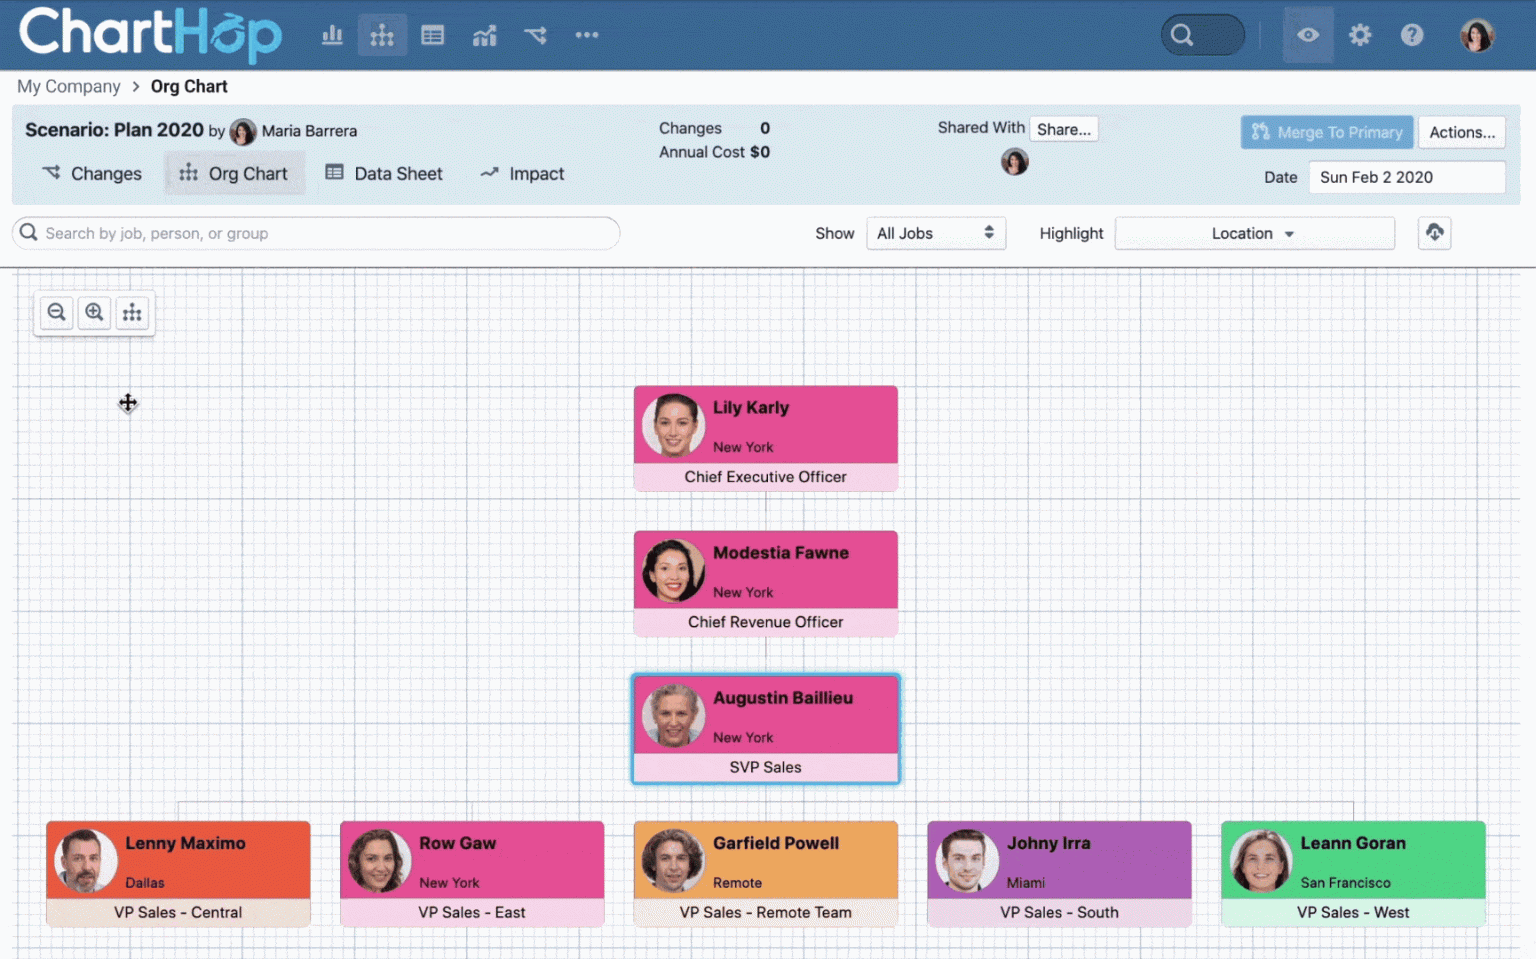 ChartHop
My Company > Org Chart
Scenario: Plan 2020 by Maria Barrera
Changes 0
Annual Cost $0
Shared With Share...
Merge To Primary Actions...
Changes Org Chart Data Sheet Impact
Date Sun Feb 2 2020
Search by job, person, or group
Show All Jobs Highlight Location
Lily Karly
New York
Chief Executive Officer
Modestia Fawne
New York
Chief Revenue Officer
Augustin Baillieu
New York
SVP Sales
Lenny Maximo
Dallas
VP Sales - Central
Row Gaw
New York
VP Sales - East
Garfield Powell
Remote
VP Sales - Remote Team
Johny Irra
Miami
VP Sales - South
Leann Goran
San Francisco
VP Sales - West